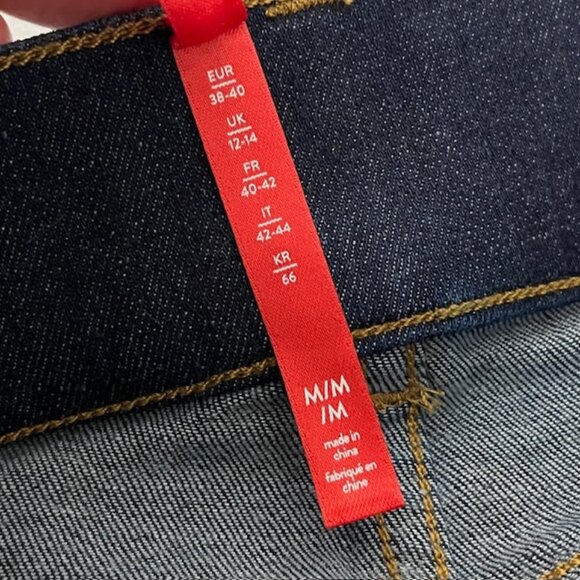 EUR
38-40
UK
12-14
FR
40-42
IT
42-44
KR
66
M/M
/M
made in
china
fabriqué en
chine